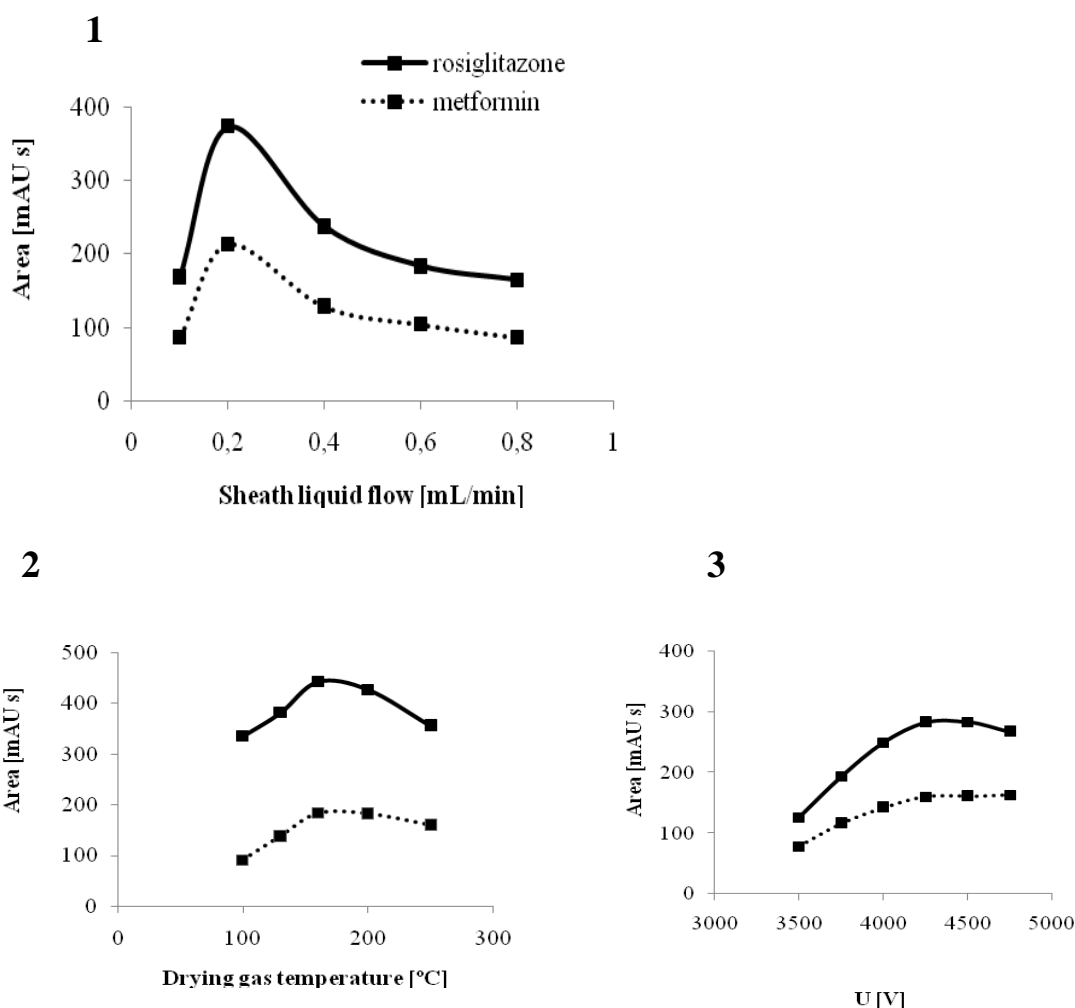 1
rosiglitazone
metformin
400
300
200
100
0
Area [mAU s]
0 0,2 0,4 0,6 0,8 1
Sheath liquid flow [mL/min]
2
500
400
300
200
100
0
Area [mAU s]
0 100 200 300
Drying gas temperature [°C]
3
400
300
200
100
0
Area [mAU s]
3000 3500 4000 4500 5000
U [V]